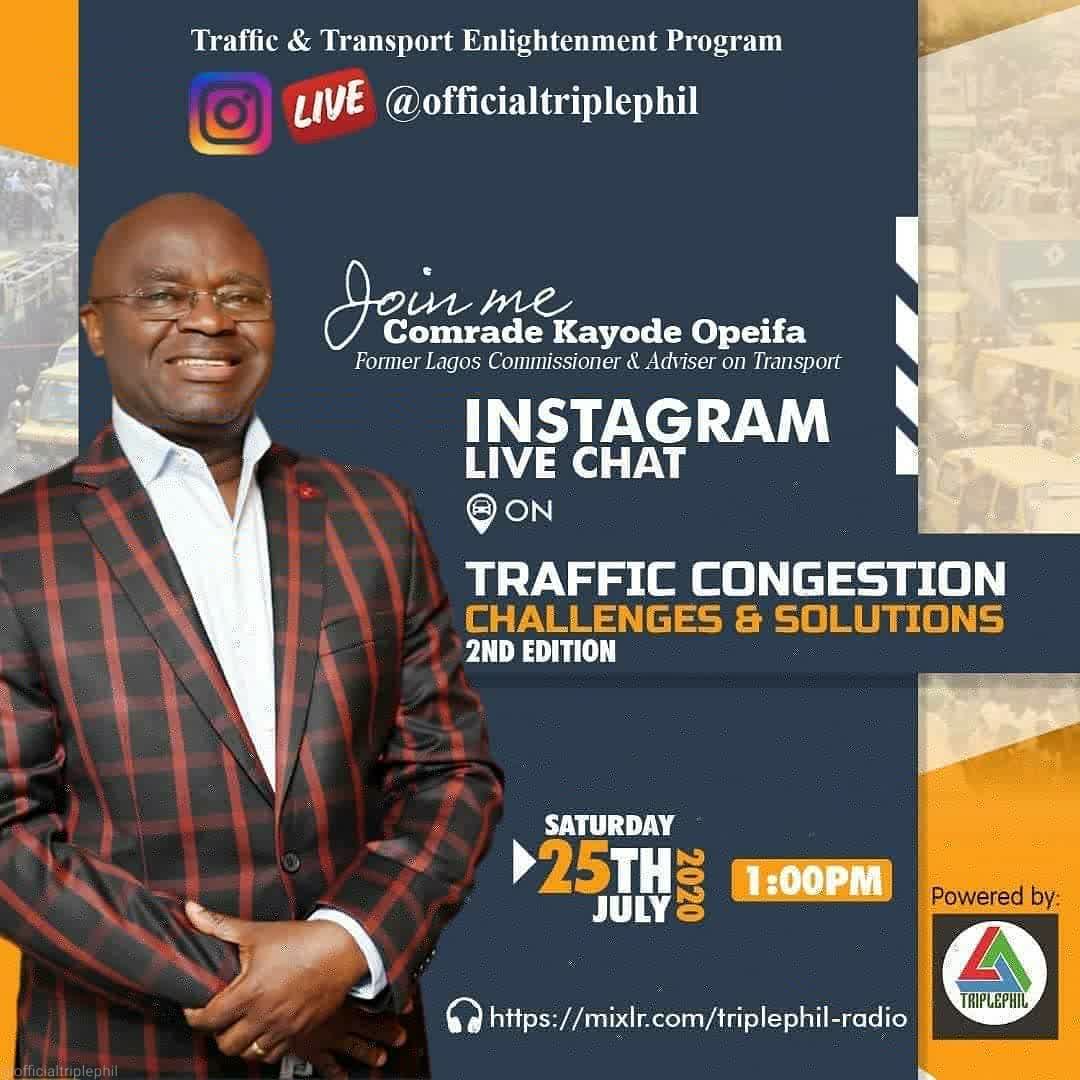 Traffic & Transport Enlightenment Program
LIVE @officialtriplephil
Join me
Comrade Kayode Opeifa
Former Lagos Commissioner & Adviser on Transport
INSTAGRAM
LIVE CHAT
ON
TRAFFIC CONGESTION
CHALLENGES & SOLUTIONS
2ND EDITION
SATURDAY
25TH
JULY
2020
1:00PM
Powered by:
TRIPLEPHIL
https://mixlr.com/triplephil-radio
officialtriplephil